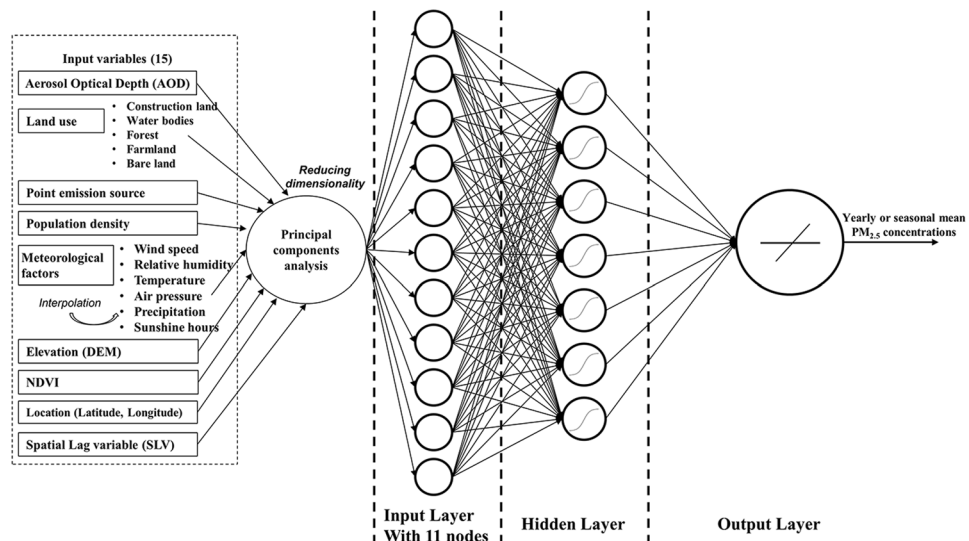 Input variables (15)
Aerosol Optical Depth (AOD)
Land use
• Construction land
• Water bodies
• Forest
• Farmland
• Bare land
Point emission source
Population density
Meteorological
factors
• Wind speed
• Relative humidity
• Temperature
• Air pressure
• Precipitation
• Sunshine hours
Interpolation
Elevation (DEM)
NDVI
Location (Latitude, Longitude)
Spatial Lag variable (SLV)
Reducing
dimensionality
Principal
components
analysis
Input Layer
With 11 nodes
Hidden Layer
Output Layer
Yearly or seasonal mean
PM2.5 concentrations